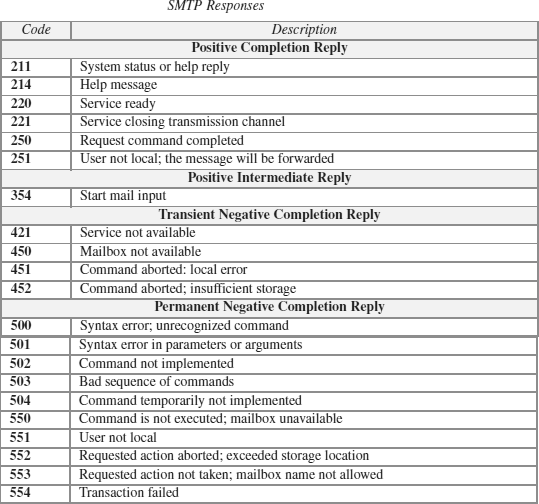 SMTP Responses
Code Description
Positive Completion Reply
211 System status or help reply
214 Help message
220 Service ready
221 Service closing transmission channel
250 Request command completed
251 User not local; the message will be forwarded
Positive Intermediate Reply
354 Start mail input
Transient Negative Completion Reply
421 Service not available
450 Mailbox not available
451 Command aborted: local error
452 Command aborted; insufficient storage
Permanent Negative Completion Reply
500 Syntax error; unrecognized command
501 Syntax error in parameters or arguments
502 Command not implemented
503 Bad sequence of commands
504 Command temporarily not implemented
550 Command is not executed; mailbox unavailable
551 User not local
552 Requested action aborted; exceeded storage location
553 Requested action not taken; mailbox name not allowed
554 Transaction failed